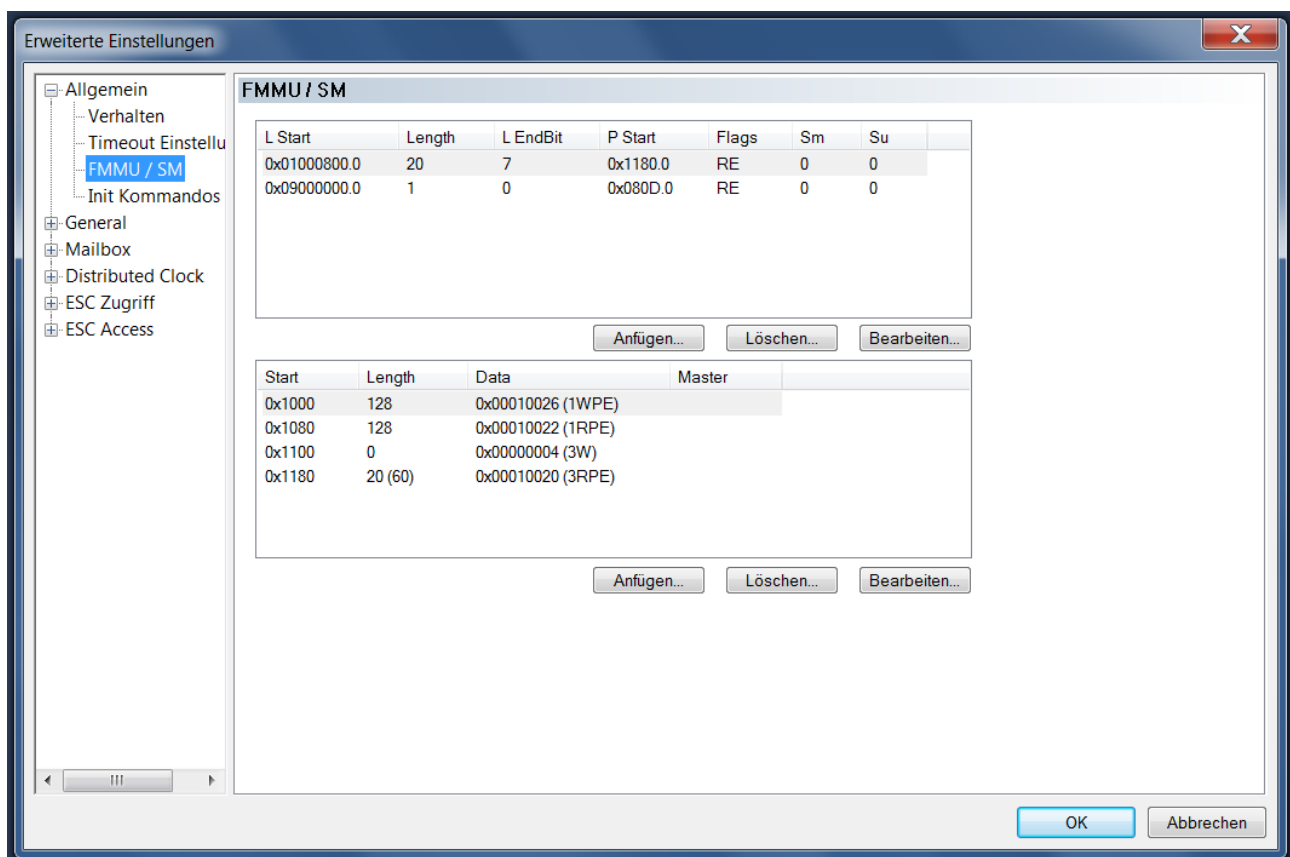 Erweiterte Einstellungen
Allgemein
Verhalten
Timeout Einstellu
FMMU / SM
Init Kommandos
General
Mailbox
Distributed Clock
ESC Zugriff
ESC Access
FMMU / SM
L Start Length L EndBit P Start Flags Sm Su
0x01000800.0 20 7 0x1180.0 RE 0 0
0x09000000.0 1 0 0x080D.0 RE 0 0
Anfügen... Löschen... Bearbeiten...
Start Length Data Master
0x1000 128 0x00010026 (1WPE)
0x1080 128 0x00010022 (1RPE)
0x1100 0 0x00000004 (3W)
0x1180 20 (60) 0x00010020 (3RPE)
Anfügen... Löschen... Bearbeiten...
OK Abbrechen